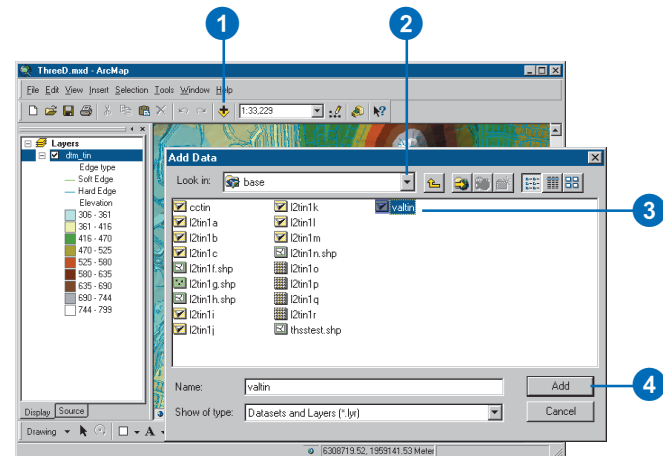 1
2
ThreeD.mxd - ArcMap
File Edit View Insert Selection Tools Window Help
1:33,229
Layers
dtm_tin
Edge type
Soft Edge
Hard Edge
Elevation
306 - 361
361 - 416
416 - 470
470 - 525
525 - 580
580 - 635
635 - 690
690 - 744
744 - 799
Display Source
Drawing
A
Add Data
Look in: base
cctin
l2tin1a
l2tin1b
l2tin1c
l2tin1f.shp
l2tin1g.shp
l2tin1h.shp
l2tin1i
l2tin1j
l2tin1k
l2tin1l
l2tin1m
l2tin1n.shp
l2tin1o
l2tin1p
l2tin1q
l2tin1r
thsstest.shp
valtin
3
Name: valtin
Add
4
Show of type: Datasets and Layers (*.lyr)
Cancel
6308719.52, 1959141.53 Meter